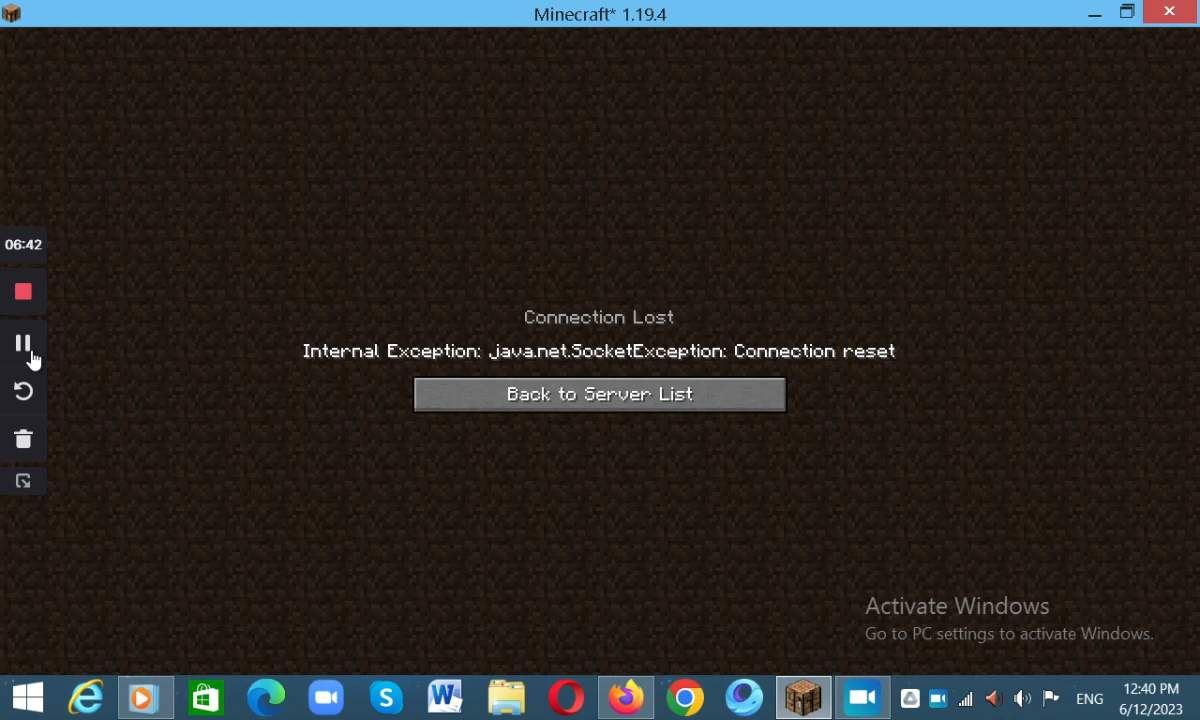 Minecraft* 1.19.4
06:42
Connection Lost
Internal Exception: java.net.SocketException: Connection reset
Back to Server List
Activate Windows
Go to PC settings to activate Windows.
ENG
12:40 PM
6/12/2023